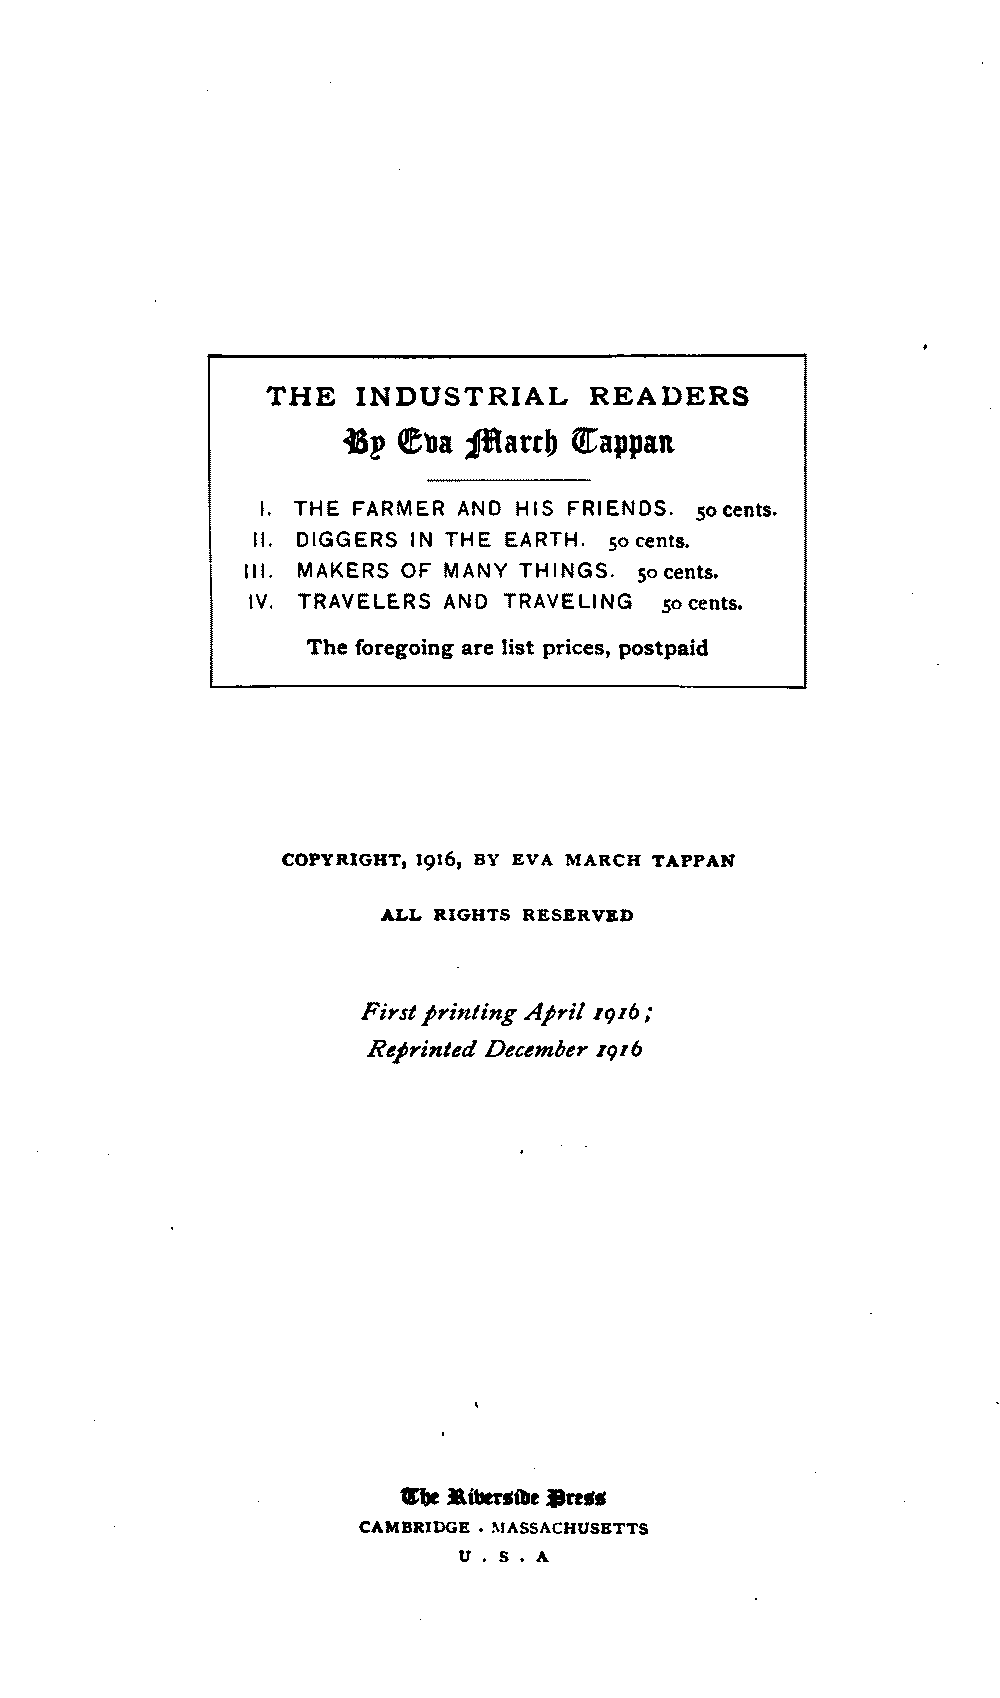 THE INDUSTRIAL READERS
By Eva March Tappan
I. THE FARMER AND HIS FRIENDS. 50 cents.
II. DIGGERS IN THE EARTH. 50 cents.
III. MAKERS OF MANY THINGS. 50 cents.
IV. TRAVELERS AND TRAVELING 50 cents.
The foregoing are list prices, postpaid
COPYRIGHT, 1916, BY EVA MARCH TAPPAN
ALL RIGHTS RESERVED
First printing April 1916;
Reprinted December 1916
The Riverside Press
CAMBRIDGE . MASSACHUSETTS
U . S . A